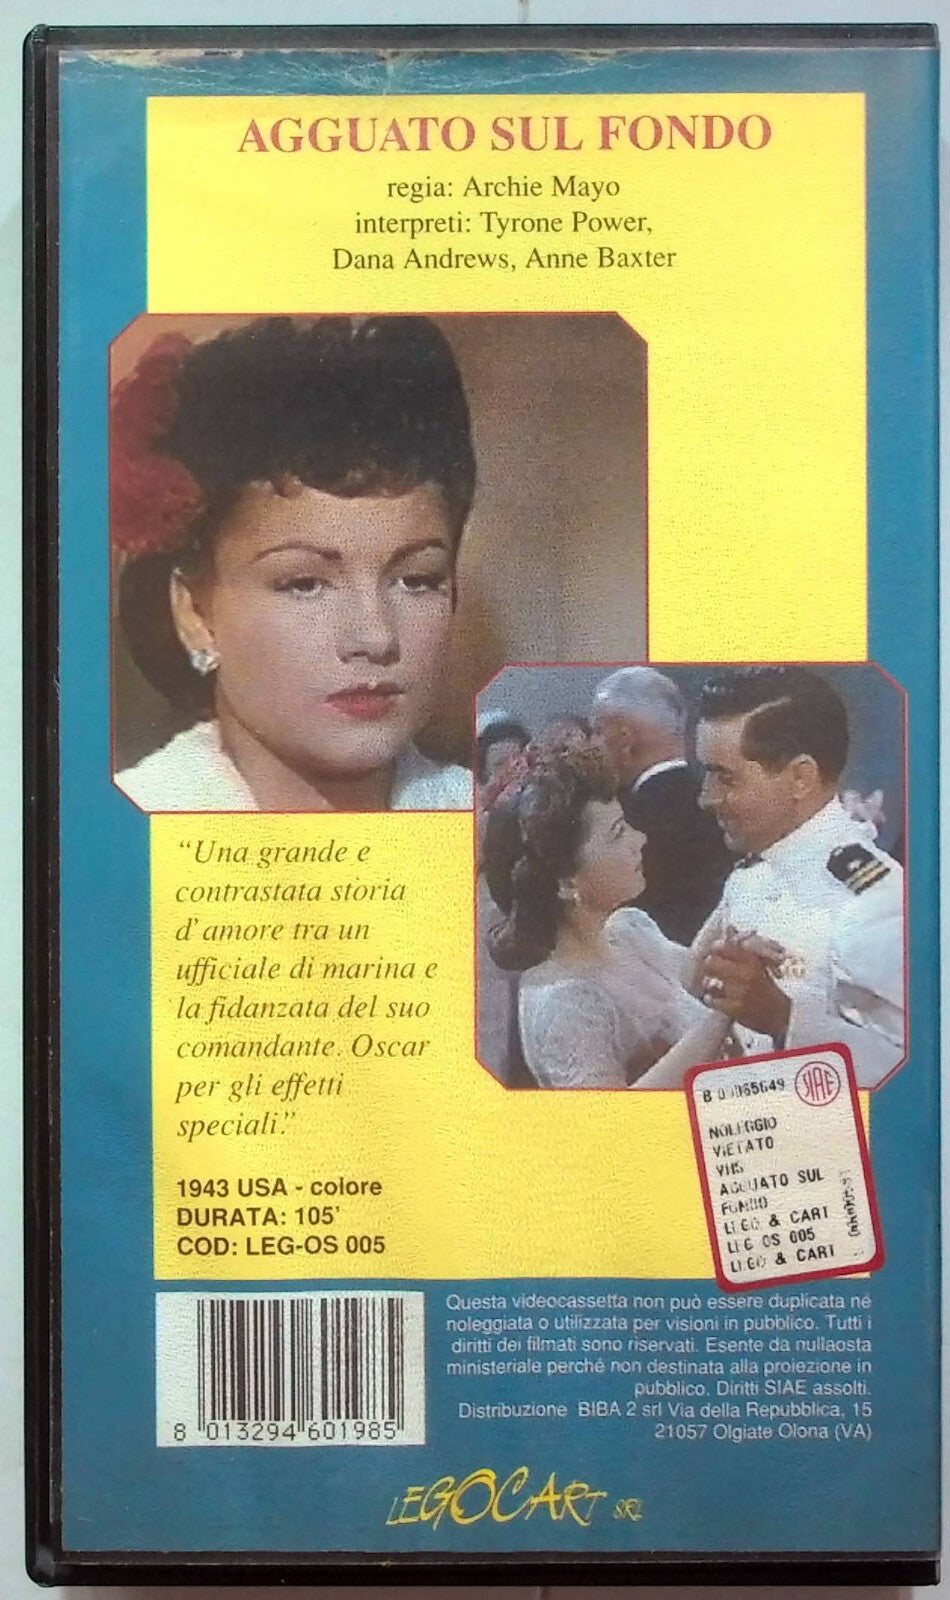 AGGUATO SUL FONDO
regia: Archie Mayo
interpreti: Tyrone Power,
Dana Andrews, Anne Baxter
“Una grande e
contrastata storia
d’amore tra un
ufficiale di marina e
la fidanzata del suo
comandante. Oscar
per gli effetti
speciali.”
1943 USA - colore
DURATA: 105’
COD: LEG-OS 005
SIAE
NOLEGGIO
VIETATO
VHS
AGGUATO SUL
FONDO
LEGO & CART
LEG OS 005
LEGO & CART
8 013294 601985
Questa videocassetta non può essere duplicata né
noleggiata o utilizzata per visioni in pubblico. Tutti i
diritti dei filmati sono riservati. Esente da nullaosta
ministeriale perché non destinata alla proiezione in
pubblico. Diritti SIAE assolti.
Distribuzione BIBA 2 srl Via della Repubblica, 15
21057 Olgiate Olona (VA)
LEGOCART SRL